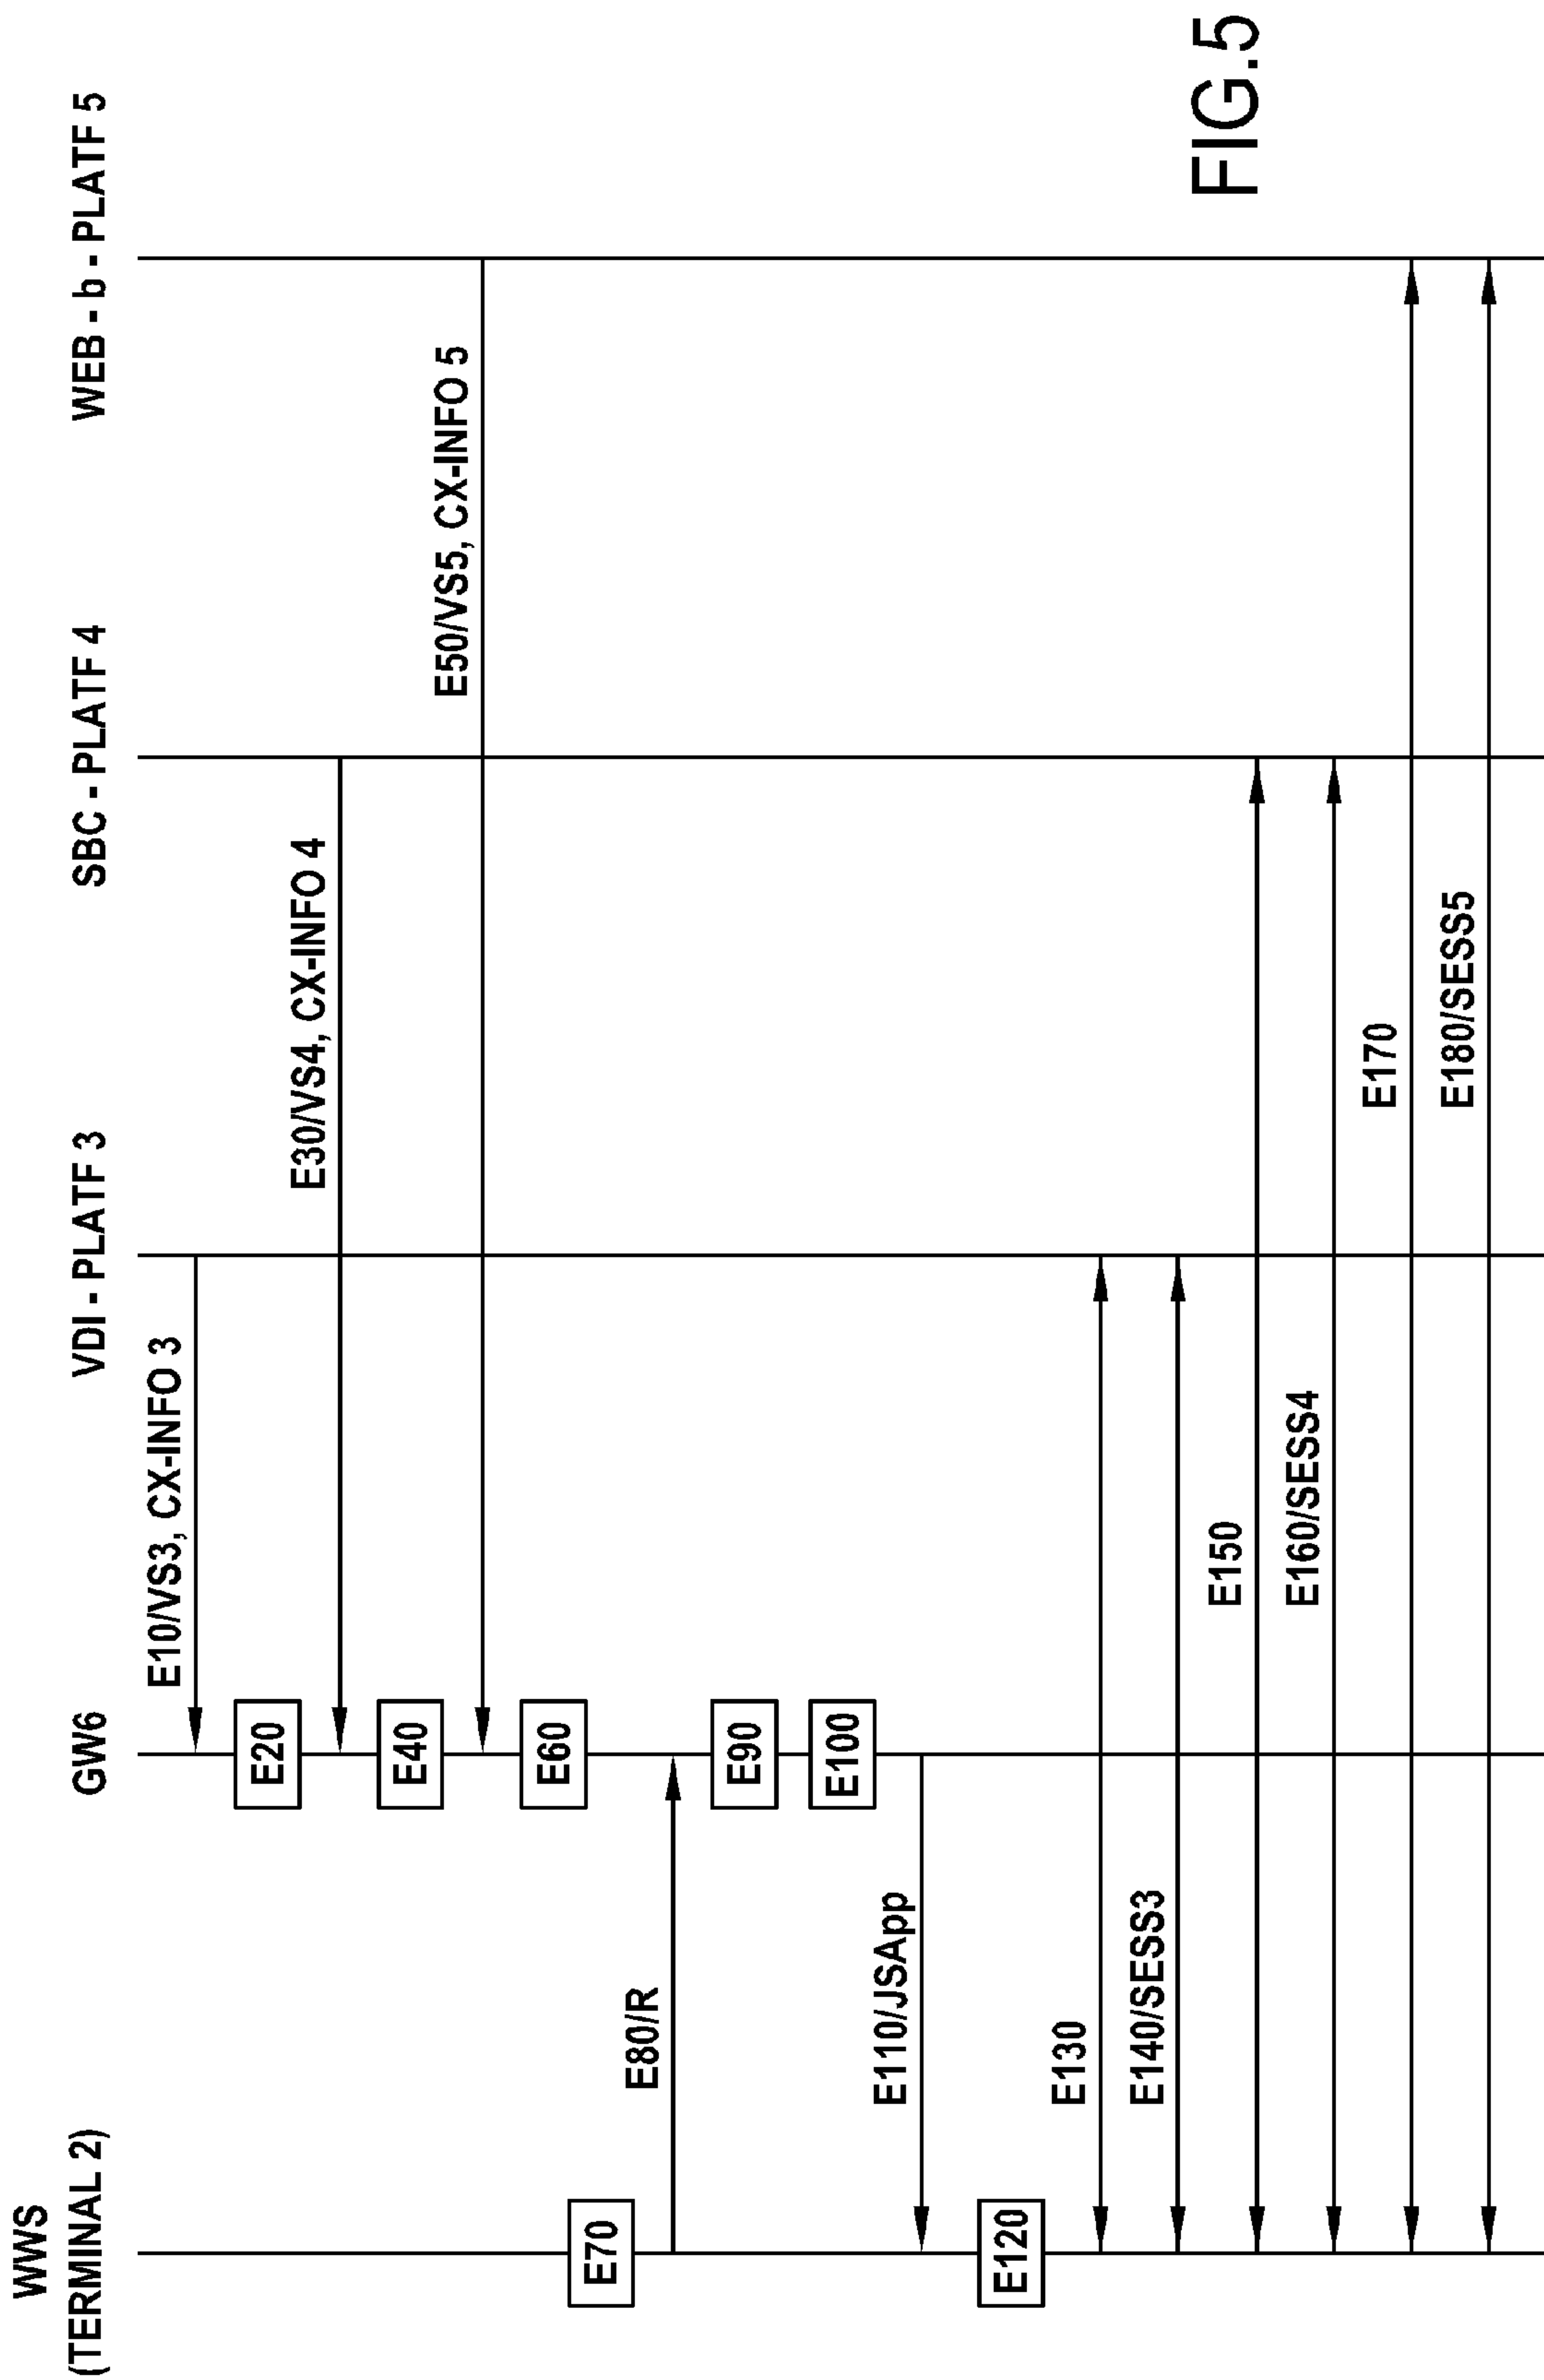 WWS
(TERMINAL 2)
GW6
VDI - PLATF 3
SBC - PLATF 4
WEB - b - PLATF 5
E10/VS3, CX-INFO 3
E20
E30/VS4, CX-INFO 4
E40
E50/VS5, CX-INFO 5
E60
E70
E80/R
E90
E100
E110/JSApp
E120
E130
E140/SESS3
E150
E160/SESS4
E170
E180/SESS5
FIG.5